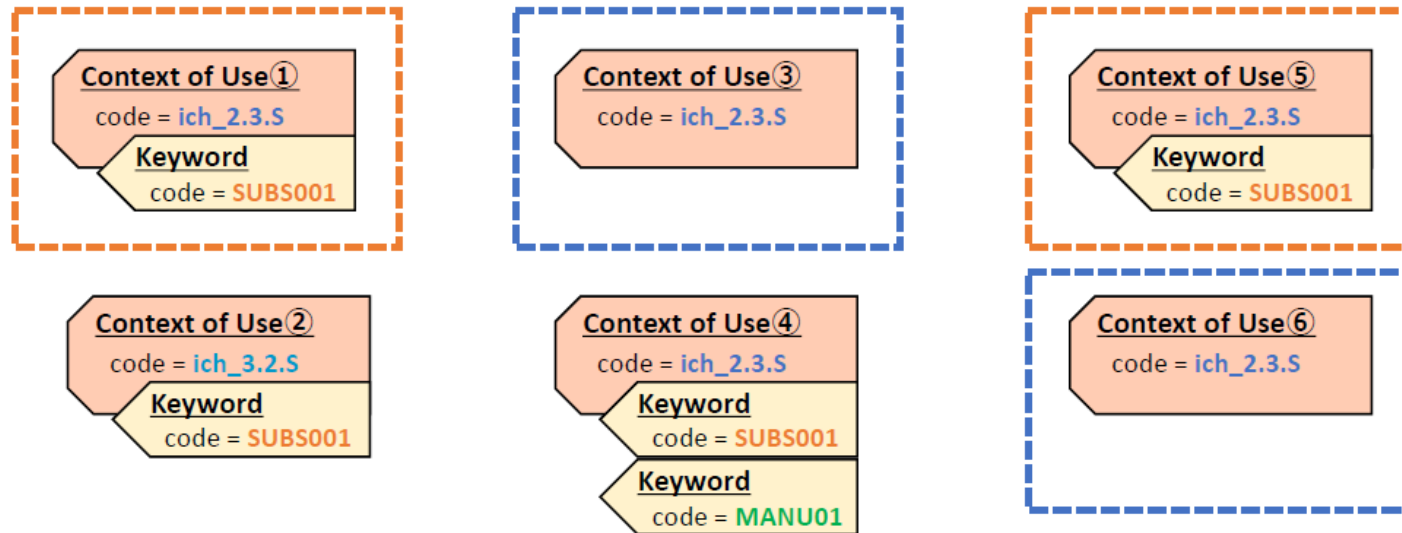 Context of Use①
code = ich_2.3.S
Keyword
code = SUBS001
Context of Use③
code = ich_2.3.S
Context of Use⑤
code = ich_2.3.S
Keyword
code = SUBS001
Context of Use②
code = ich_3.2.S
Keyword
code = SUBS001
Context of Use④
code = ich_2.3.S
Keyword
code = SUBS001
Keyword
code = MANU01
Context of Use⑥
code = ich_2.3.S